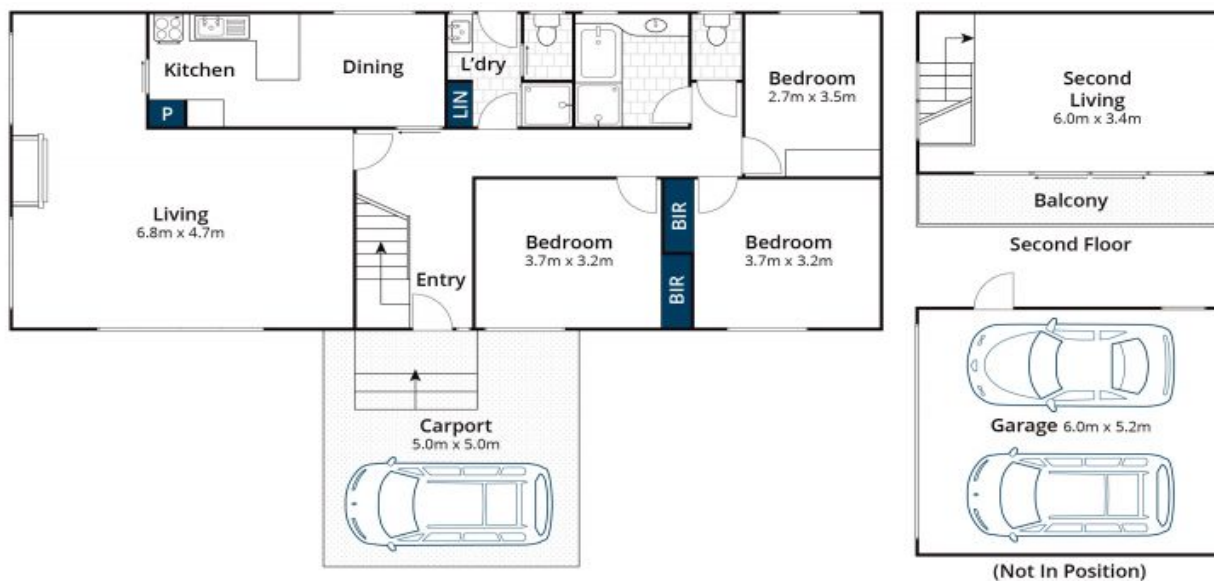 Kitchen
P
Dining
L'dry
LIN
Bedroom
2.7m x 3.5m
Living
6.8m x 4.7m
Entry
Bedroom
3.7m x 3.2m
BIR
BIR
Bedroom
3.7m x 3.2m
Carport
5.0m x 5.0m
Second
Living
6.0m x 3.4m
Balcony
Second Floor
Garage 6.0m x 5.2m
(Not In Position)